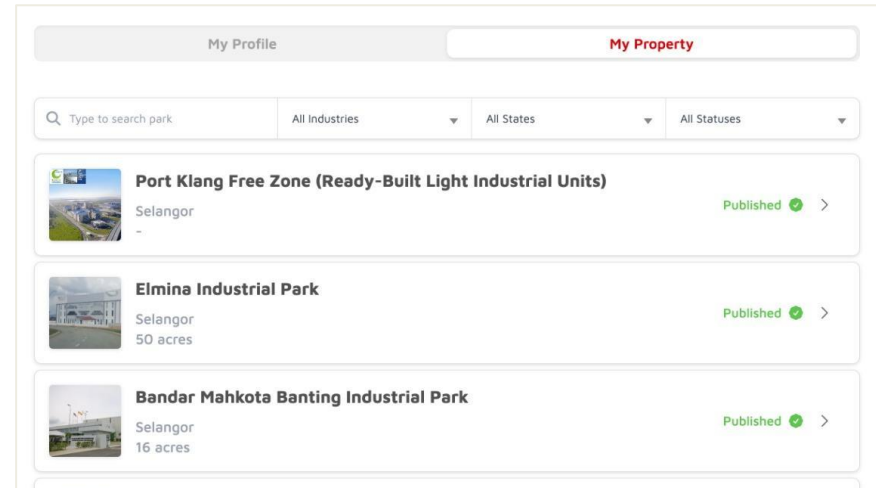 My Profile
My Property
Type to search park
All Industries
All States
All Statuses
Port Klang Free Zone (Ready-Built Light Industrial Units)
Selangor
-
Published
Elmina Industrial Park
Selangor
50 acres
Published
Bandar Mahkota Banting Industrial Park
Selangor
16 acres
Published